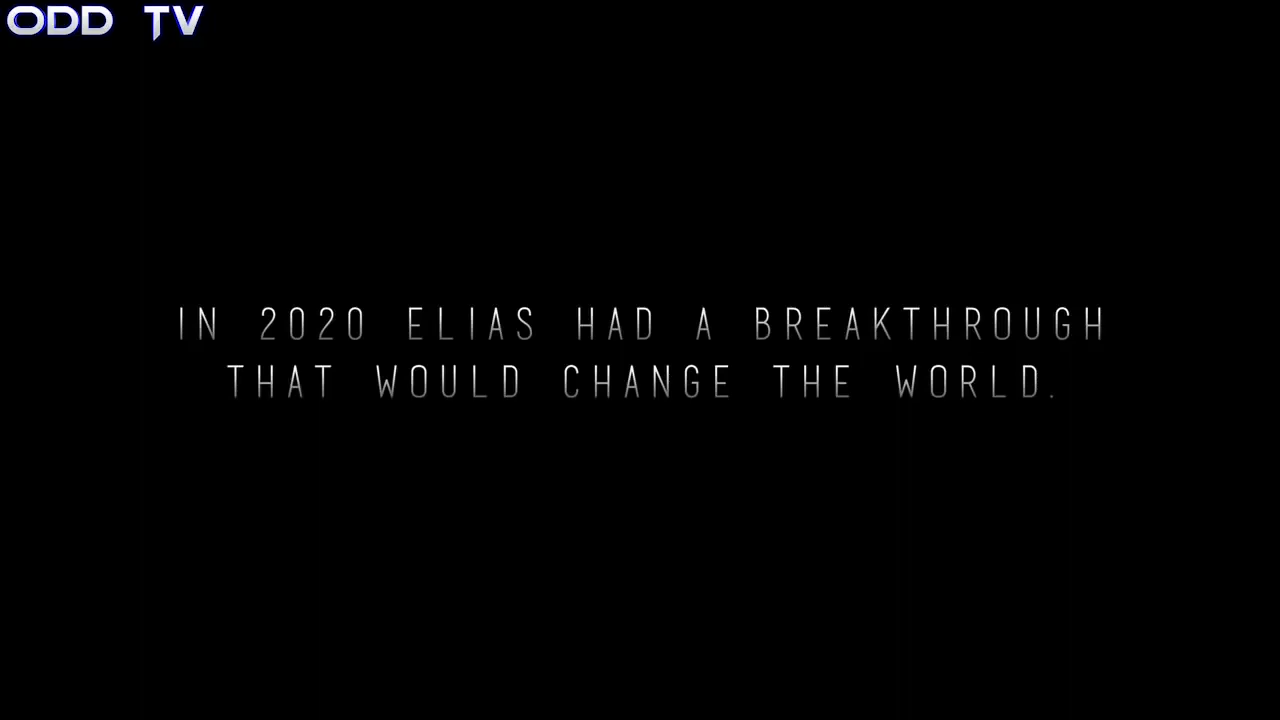 ODD TV
IN 2020 ELIAS HAD A BREAKTHROUGH
THAT WOULD CHANGE THE WORLD.